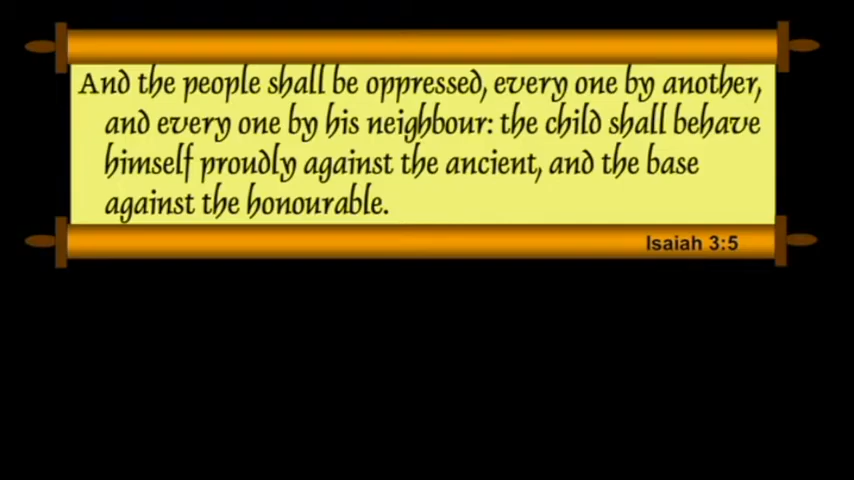 And the people shall be oppressed, every one by another,
and every one by his neighbour: the child shall behave
himself proudly against the ancient, and the base
against the honourable.
Isaiah 3:5